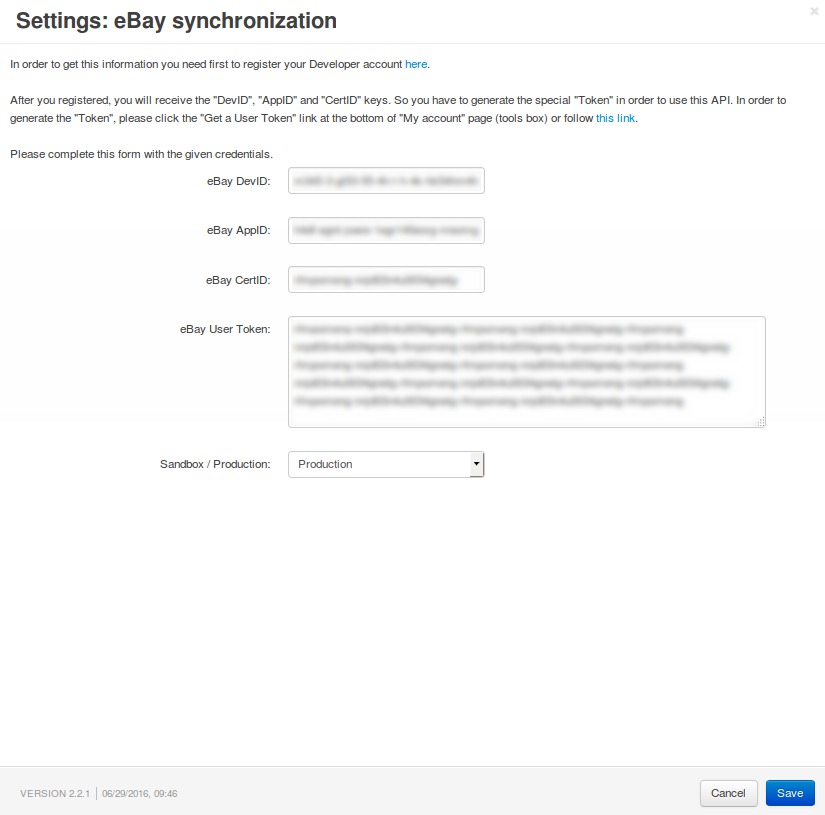 Settings: eBay synchronization
In order to get this information you need first to register your Developer account here.
After you registered, you will receive the "DevID", "AppID" and "CertID" keys. So you have to generate the special "Token" in order to use this API. In order to
generate the "Token", please click the "Get a User Token" link at the bottom of "My account" page (tools box) or follow this link.
Please complete this form with the given credentials.
eBay DevID:
eBay AppID:
eBay CertID:
eBay User Token:
Sandbox / Production: Production
VERSION 2.2.1 | 06/29/2016, 09:46 Cancel Save